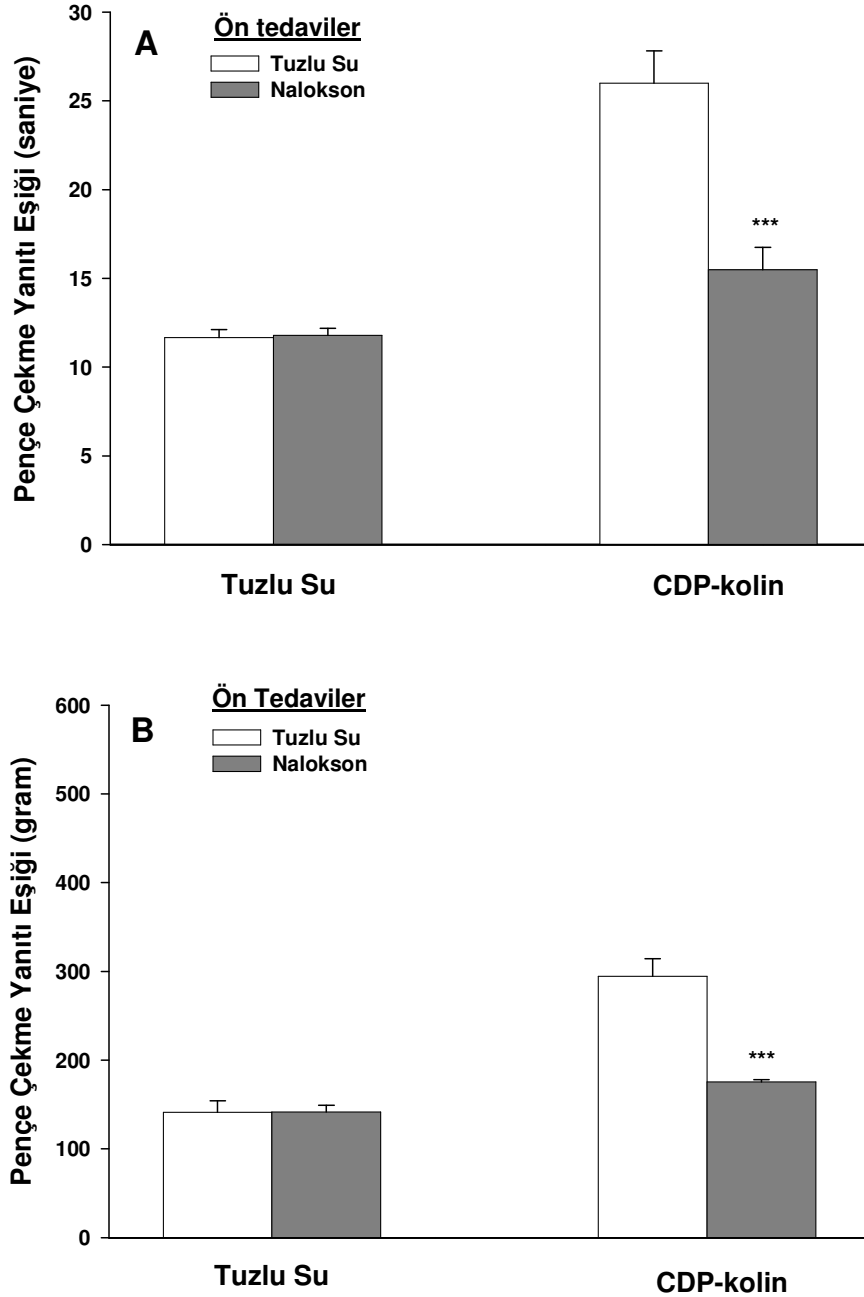 A
Ön tedaviler
Tuzlu Su
Nalokson
Pençe Çekme Yanıtı Eşiği (saniye)
30
25
20
15
10
5
0
***
Tuzlu Su
CDP-kolin
B
Ön Tedaviler
Tuzlu Su
Nalokson
Pençe Çekme Yanıtı Eşiği (gram)
600
500
400
300
200
100
0
***
Tuzlu Su
CDP-kolin